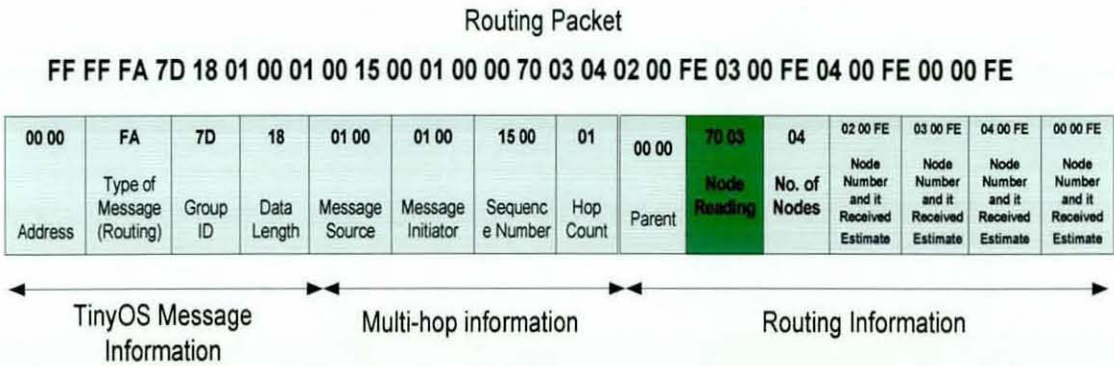 Routing Packet
FF FF FA 7D 18 01 00 01 00 15 00 01 00 00 70 03 04 02 00 FE 03 00 FE 04 00 FE 00 00 FE
00 00 FA 7D 18 01 00 01 00 15 00 01 00 00 70 03 04 02 00 FE 03 00 FE 04 00 FE 00 00 FE
Address
Type of
Message
(Routing)
Group
ID
Data
Length
Message
Source
Message
Initiator
Sequenc
e Number
Hop
Count
Parent
Node
Reading
No. of
Nodes
Node
Number
and it
Received
Estimate
Node
Number
and it
Received
Estimate
Node
Number
and it
Received
Estimate
Node
Number
and it
Received
Estimate
TinyOS Message
Information
Multi-hop information
Routing Information